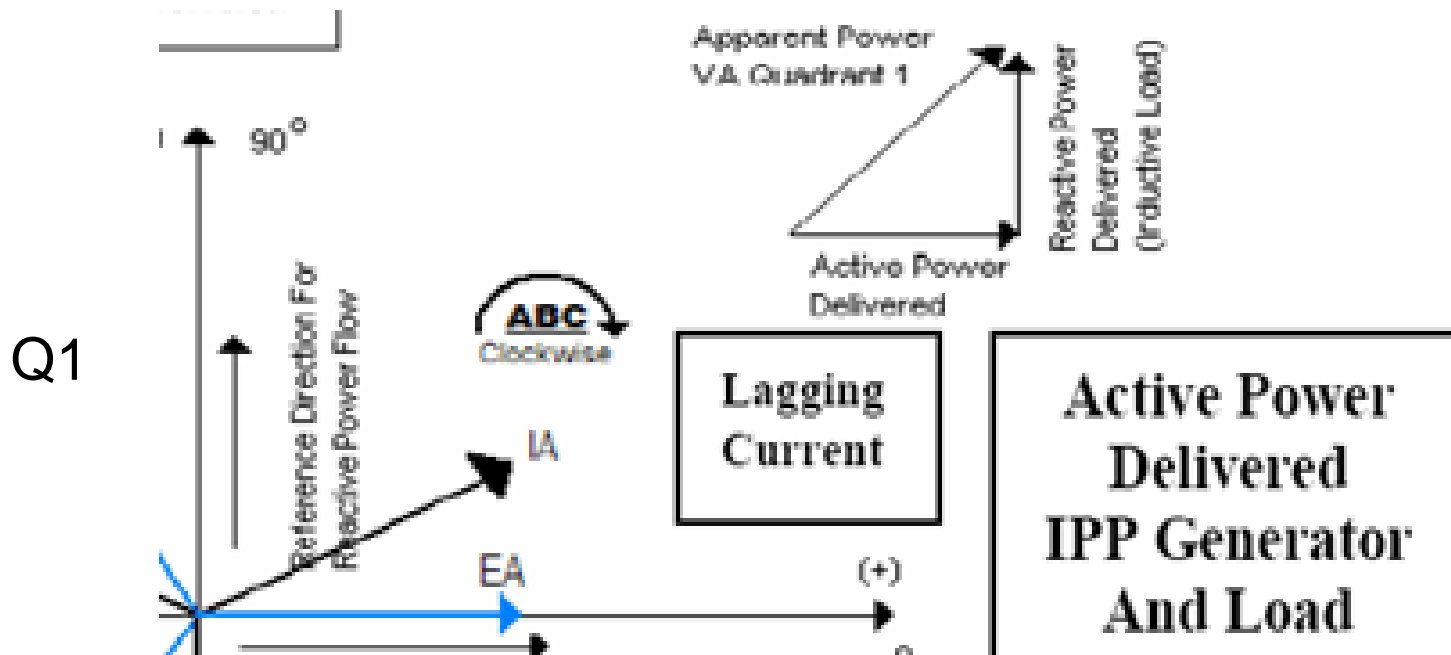 Apparent Power
VA Quadrant 1
Reactive Power
Delivered
(Inductive Load)
90°
Active Power
Delivered
Reference Direction For
Reactive Power Flow
ABC
Clockwise
Q1
Lagging
Current
Active Power
Delivered
IPP Generator
And Load
IA
EA
(+)